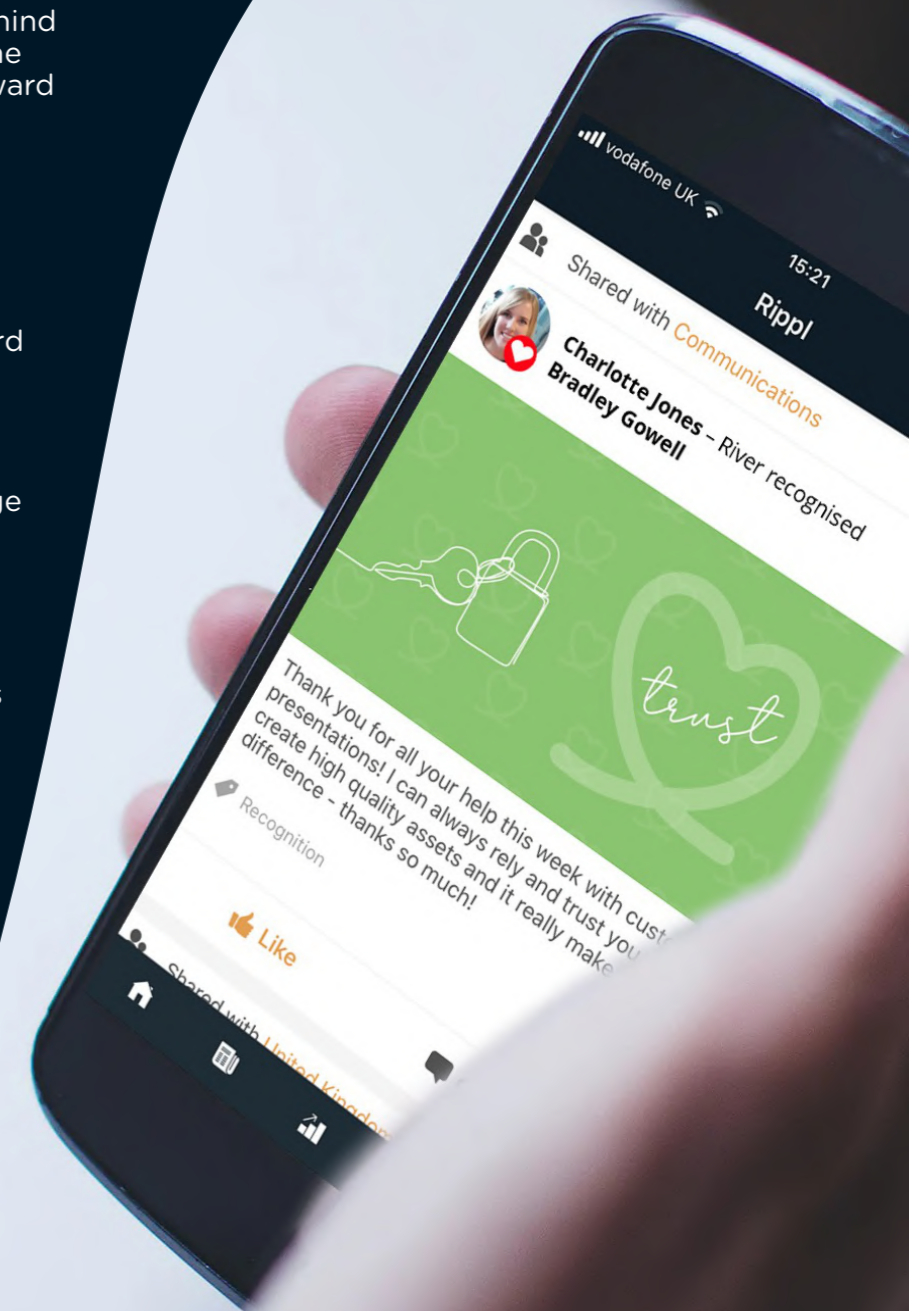 vodafone UK
15:21
Rippl
Shared with Communications
Charlotte Jones – River recognised
Bradley Gowell
trust
Thank you for all your help this week with
presentations! I can always rely and trust you
create high quality assets and it really make
difference - thanks so much!
Recognition
Like
Shared with United Kingdom